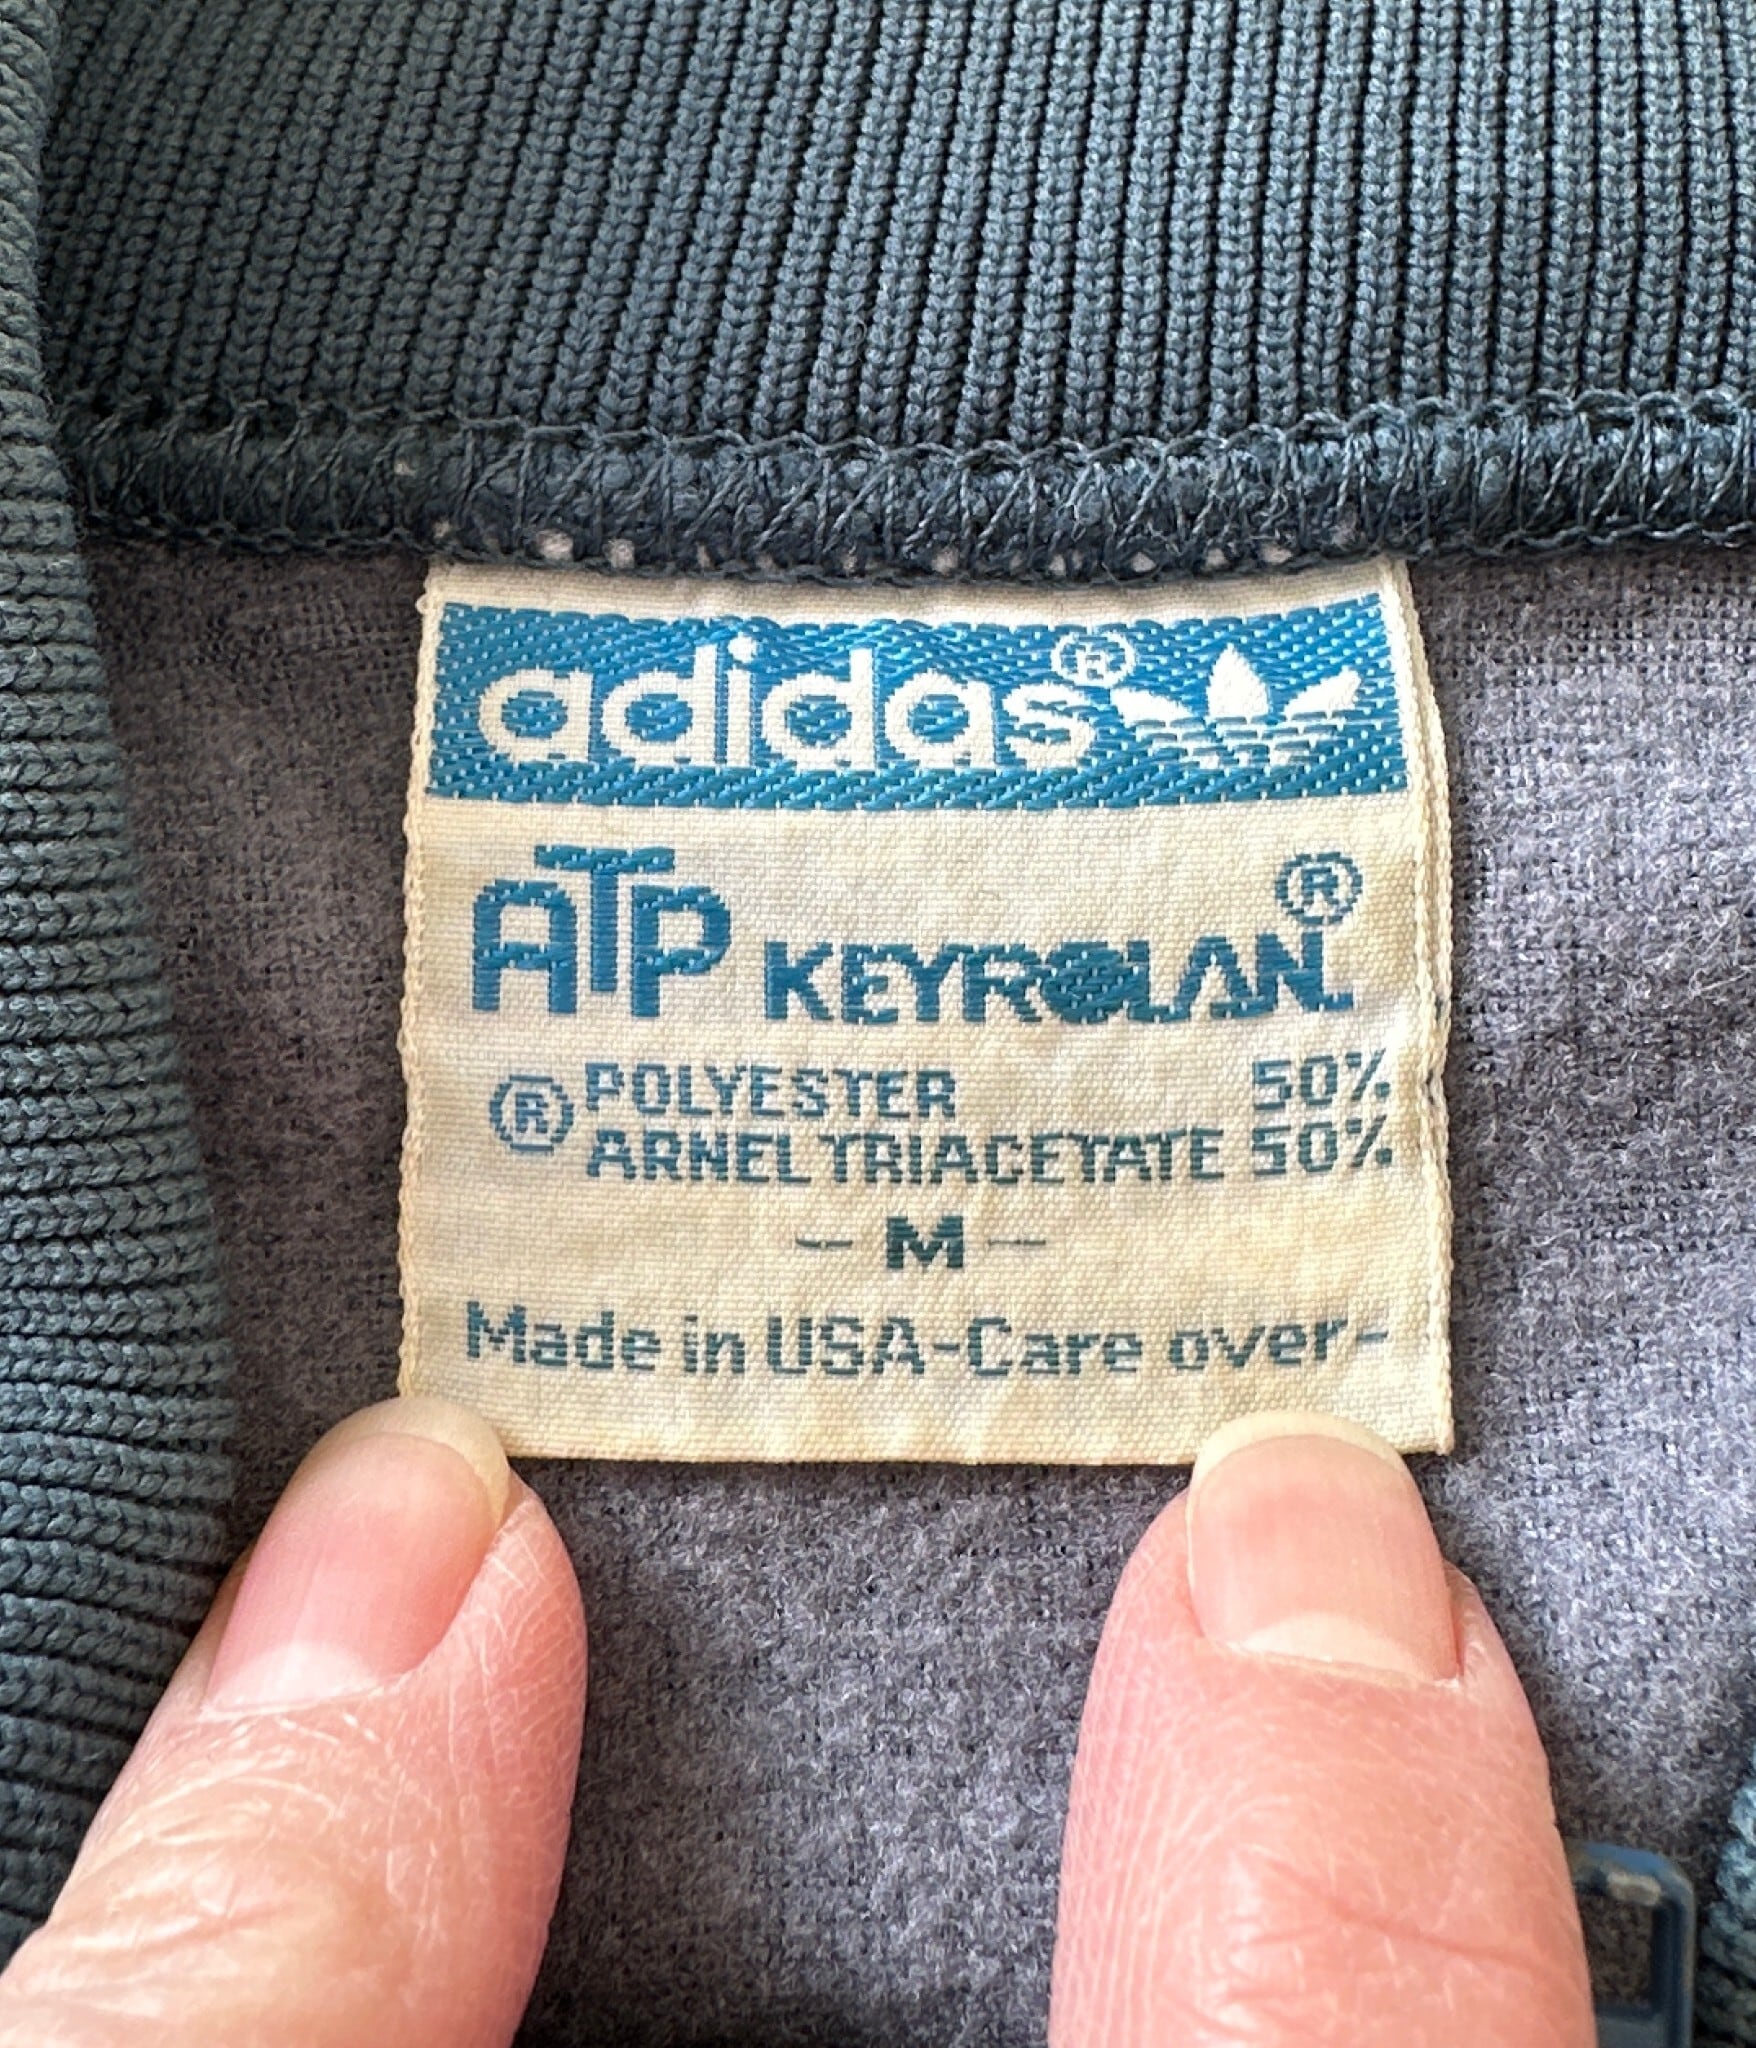 adidas®
ATP KEYROLAN®
® POLYESTER 50%
ARNEL TRIACETATE 50%
- M -
Made in USA-Care over-